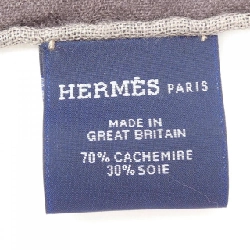 HERMÈS PARIS
MADE IN
GREAT BRITAIN
70% CACHEMIRE
30% SOIE